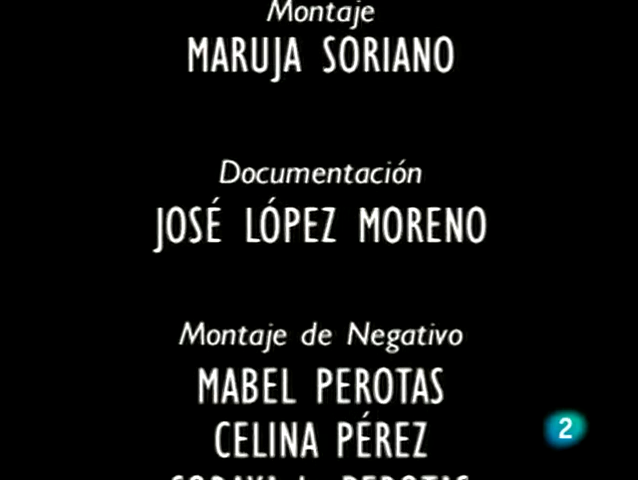 Montaje
MARUJA SORIANO
Documentación
JOSÉ LÓPEZ MORENO
Montaje de Negativo
MABEL PEROTAS
CELINA PÉREZ
2